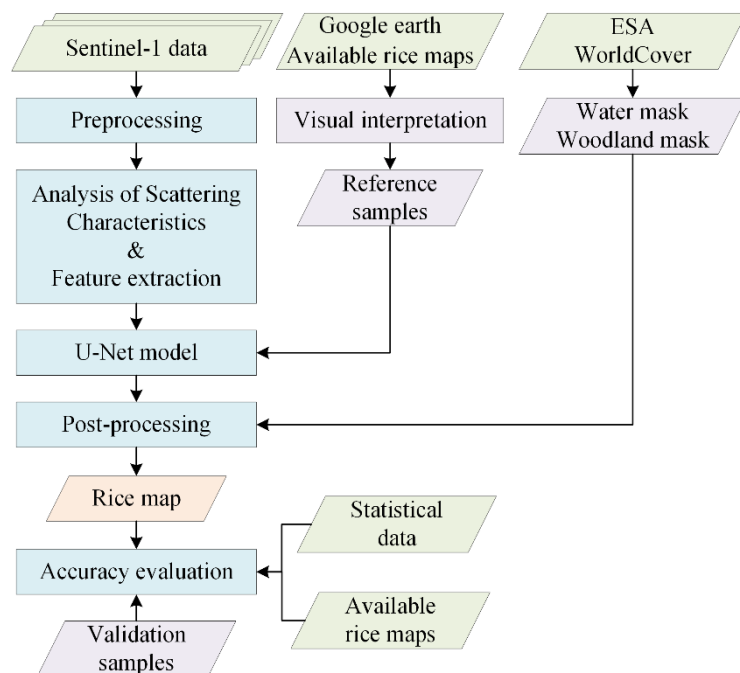 Sentinel-1 data
Google earth
Available rice maps
ESA
WorldCover
Preprocessing
Visual interpretation
Water mask
Woodland mask
Analysis of Scattering
Characteristics
&
Feature extraction
Reference
samples
U-Net model
Post-processing
Rice map
Statistical
data
Accuracy evaluation
Available
rice maps
Validation
samples